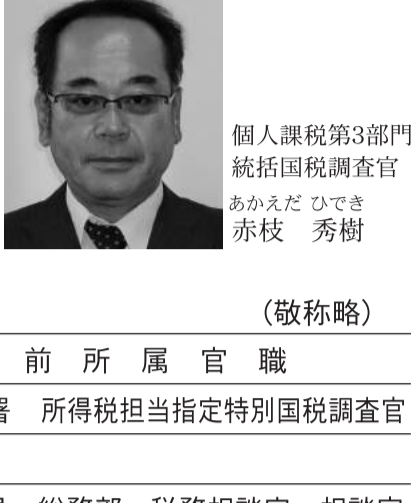 個人課税第3部門
統括国税調査官
あかえだ ひでき
赤枝 秀樹
（敬称略）
前所属官職
署 所得税担当指定特別国税調査官
総務部 税務相談室 相談官